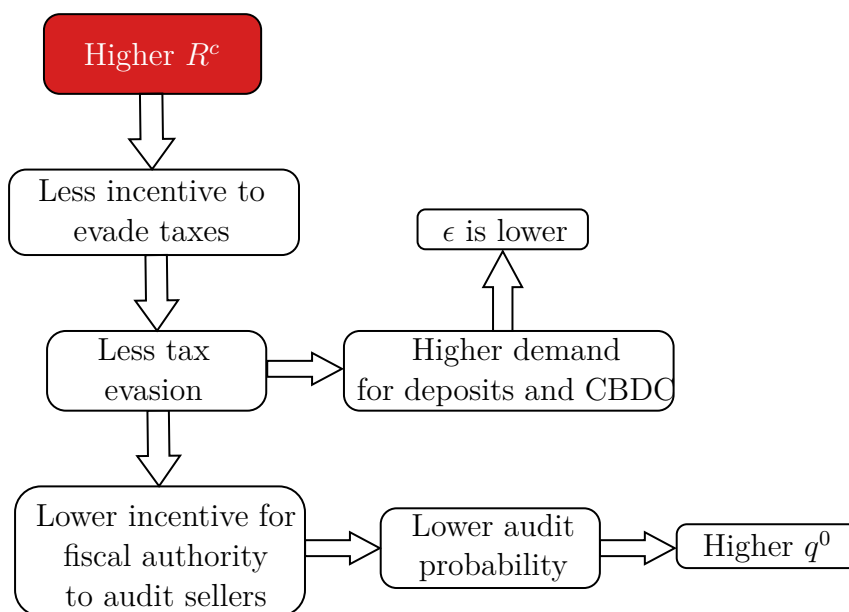 Higher R^c
Less incentive to
evade taxes
ϵ is lower
Less tax
evasion
Higher demand
for deposits and CBDC
Lower incentive for
fiscal authority
to audit sellers
Lower audit
probability
Higher q^0